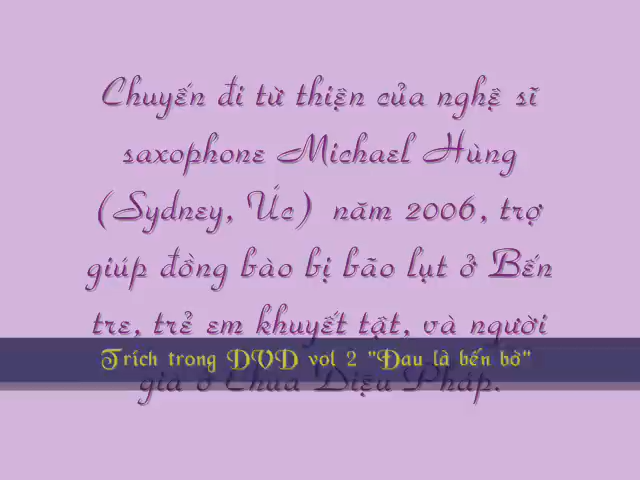 Chuyến đi từ thiện của nghệ sĩ
saxophone Michael Hùng
(Sydney, Úc) năm 2006, trợ
giúp đồng bào bị bão lụt ở Bến
tre, trẻ em khuyết tật, và người
Trích trong DVD vol 2 "Đau là bến bờ"
già ở Chùa Diệu Pháp.